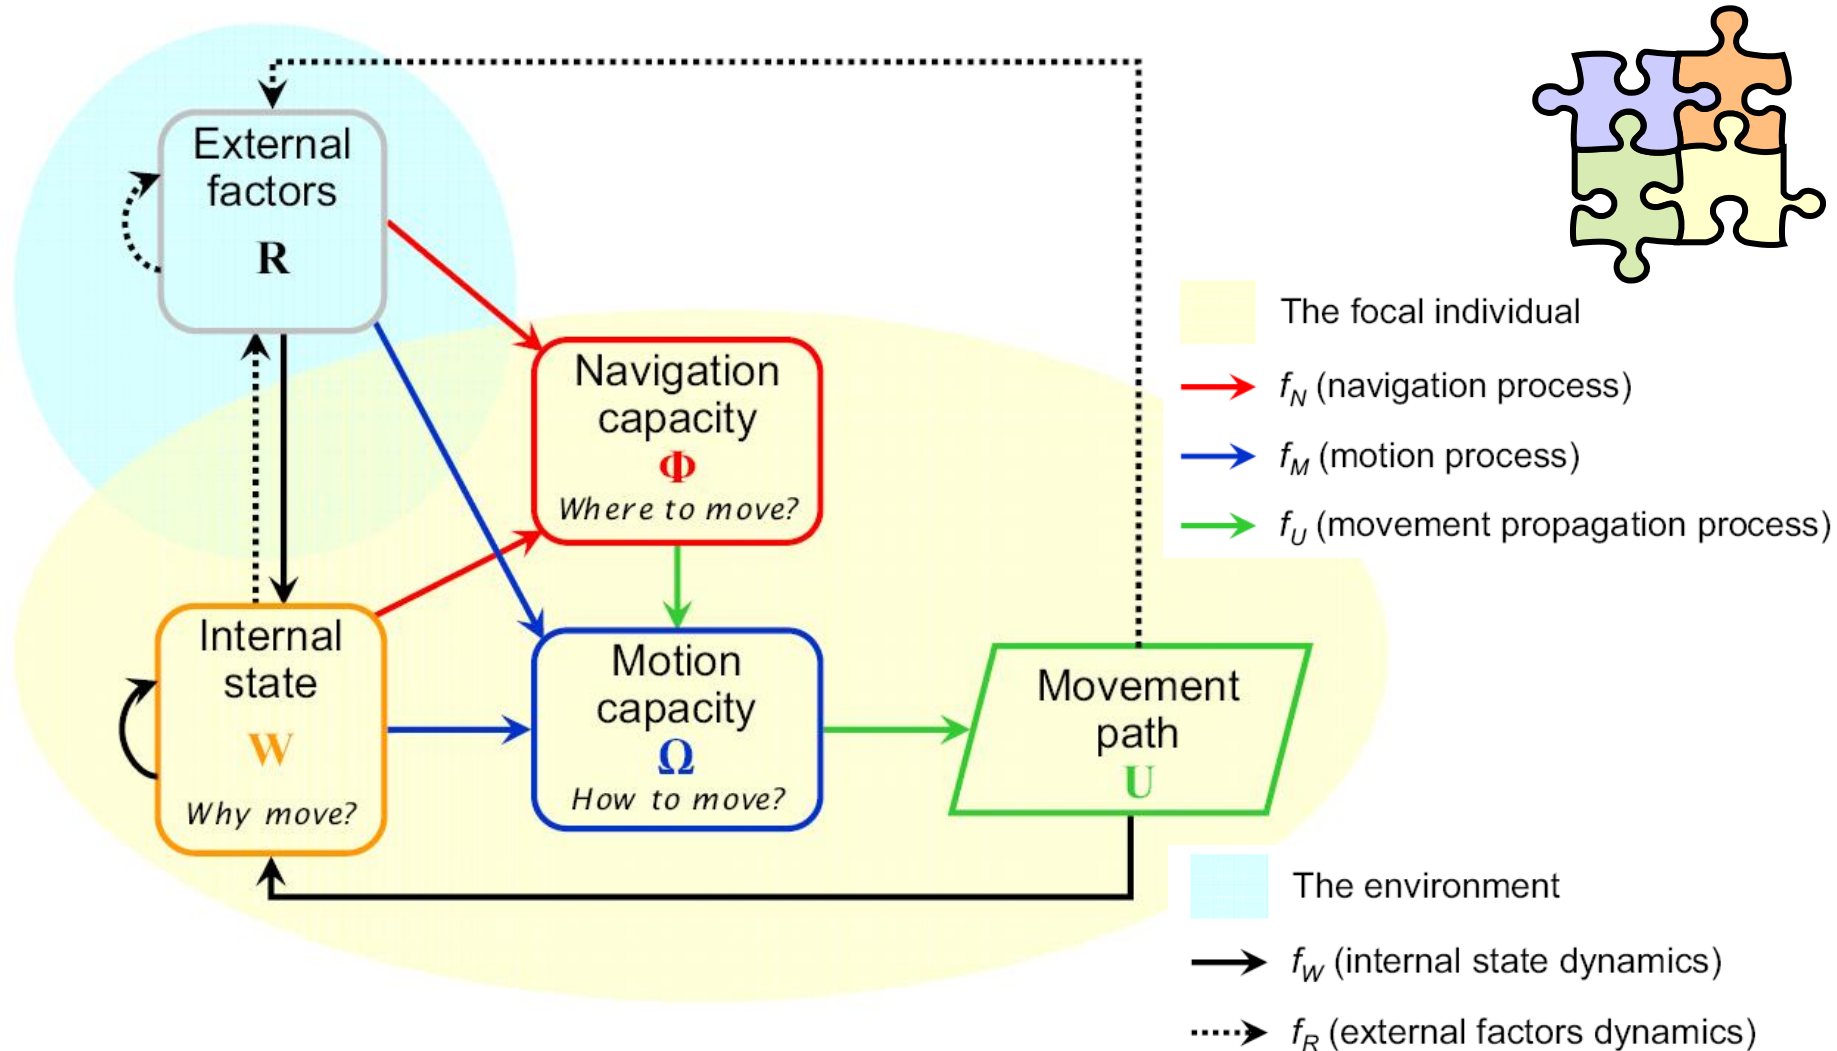 External
factors
R
Navigation
capacity
Φ
Where to move?
Internal
state
W
Why move?
Motion
capacity
Ω
How to move?
Movement
path
U
The focal individual
fN (navigation process)
fM (motion process)
fU (movement propagation process)
The environment
fW (internal state dynamics)
fR (external factors dynamics)